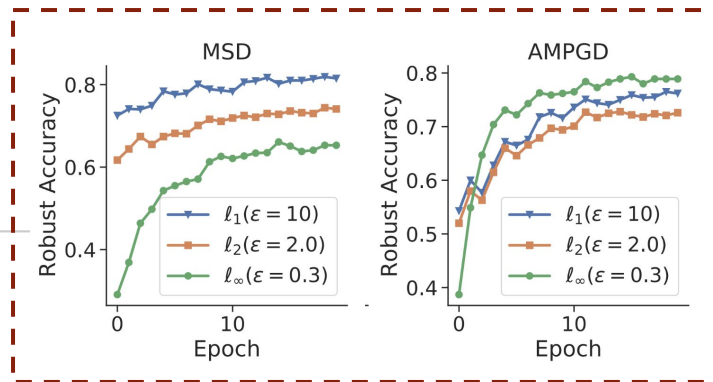 MSD
Robust Accuracy
0.8
0.6
0.4
ℓ₁(ε = 10)
ℓ₂(ε = 2.0)
ℓ∞(ε = 0.3)
0
10
Epoch
AMPGD
Robust Accuracy
0.8
0.7
0.6
0.5
0.4
ℓ₁(ε = 10)
ℓ₂(ε = 2.0)
ℓ∞(ε = 0.3)
0
10
Epoch